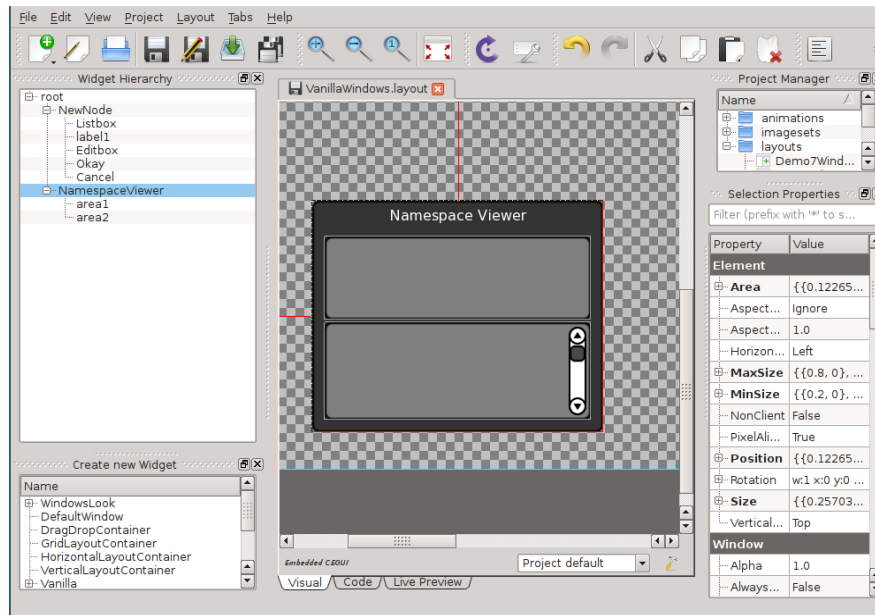 File Edit View Project Layout Tabs Help
Widget Hierarchy
root
NewNode
Listbox
label1
Editbox
Okay
Cancel
NamespaceViewer
area1
area2
Create new Widget
Name
WindowsLook
DefaultWindow
DragDropContainer
GridLayoutContainer
HorizontalLayoutContainer
VerticalLayoutContainer
Vanilla
VanillaWindows.layout
Namespace Viewer
Embedded CEGUI
Project default
Visual Code Live Preview
Project Manager
Name
animations
imagesets
layouts
Demo7Wind...
Selection Properties
Filter (prefix with '*' to s...
Property Value
Element
Area {{0.12265...
Aspect... Ignore
Aspect... 1.0
Horizon... Left
MaxSize {{0.8, 0}, ...
MinSize {{0.2, 0}, ...
NonClient False
PixelAli... True
Position {{0.12265...
Rotation w:1 x:0 y:0 ...
Size {{0.25703...
Vertical... Top
Window
Alpha 1.0
Always... False